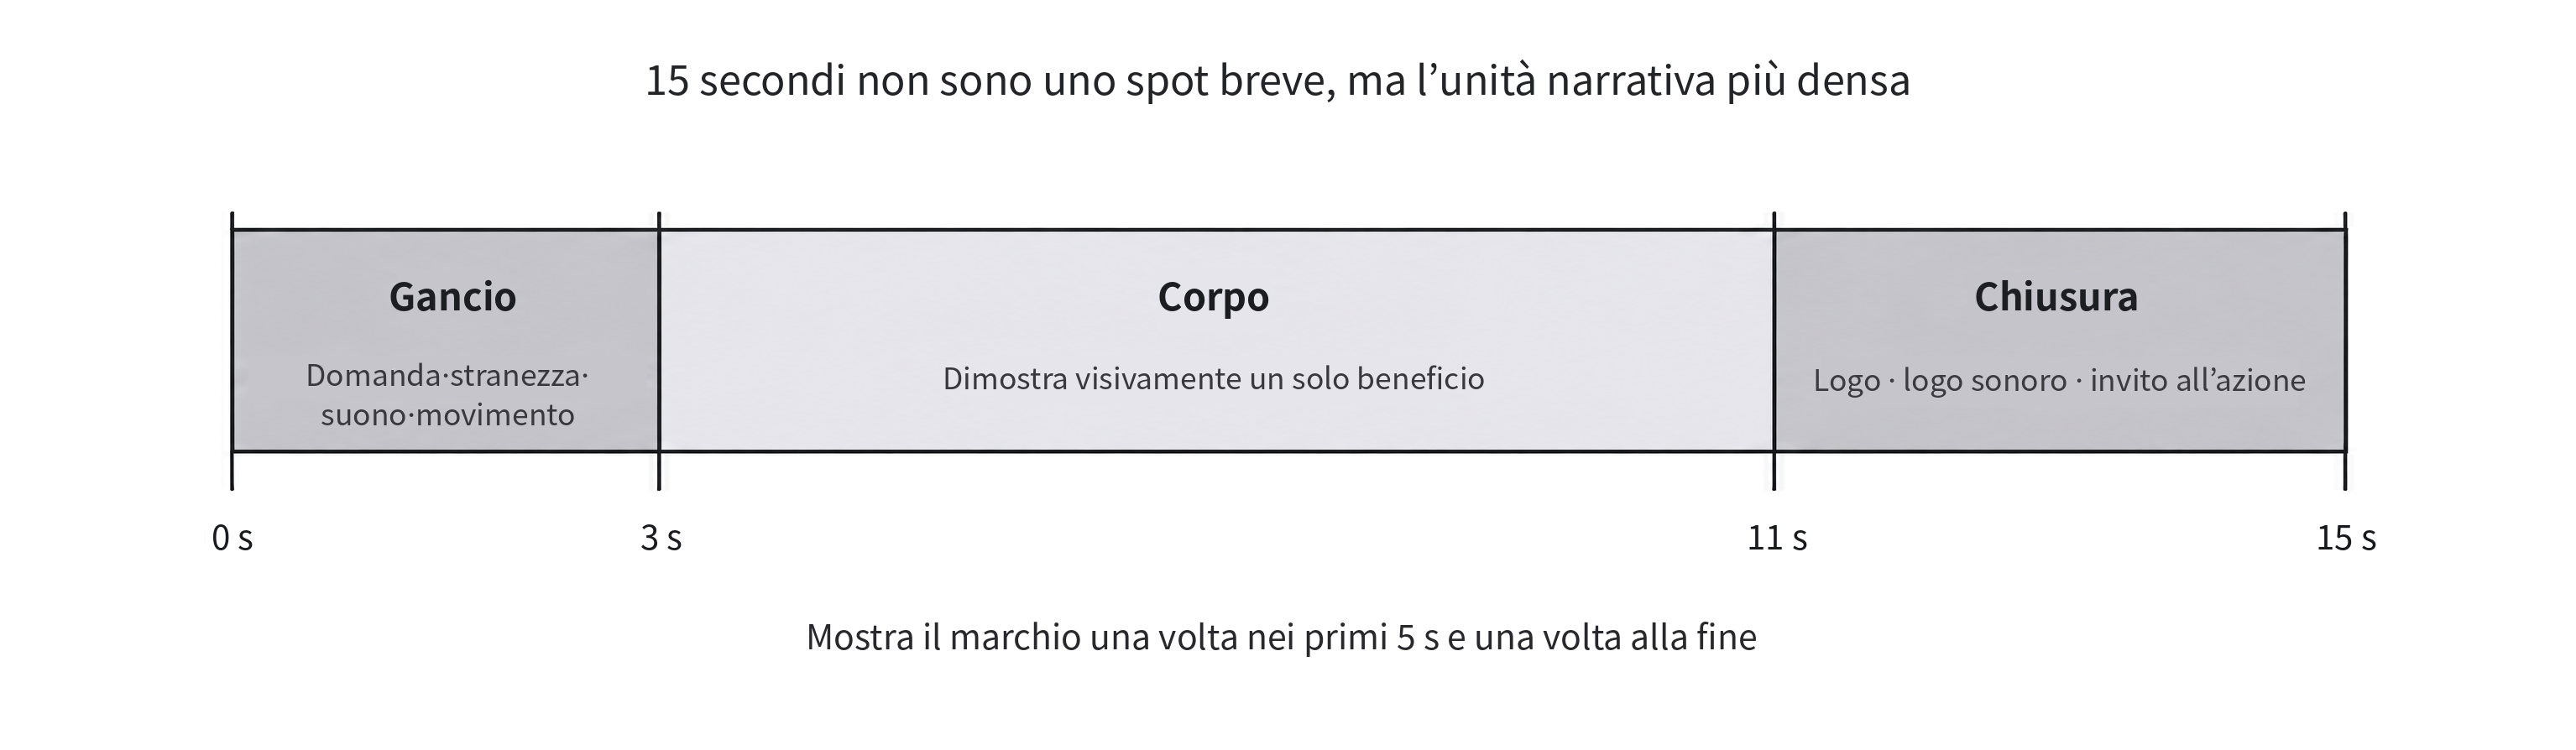 15 secondi non sono uno spot breve, ma l’unità narrativa più densa
Gancio
Domanda·stranezza·
suono·movimento
Corpo
Dimostra visivamente un solo beneficio
Chiusura
Logo · logo sonoro · invito all’azione
0 s
3 s
11 s
15 s
Mostra il marchio una volta nei primi 5 s e una volta alla fine